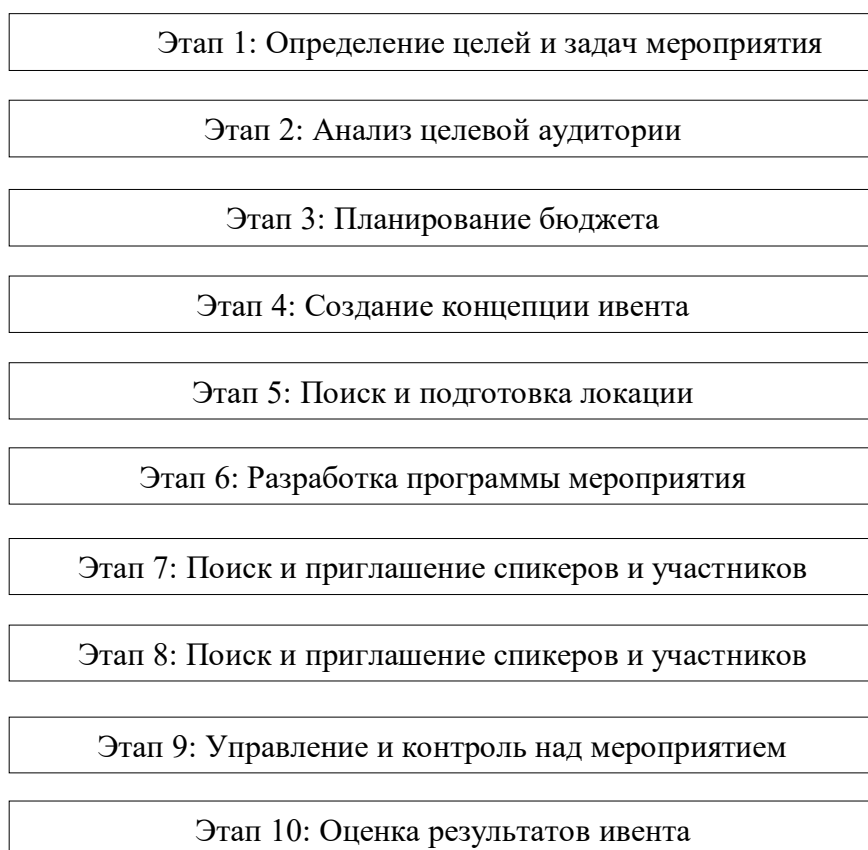 Этап 1: Определение целей и задач мероприятия
Этап 2: Анализ целевой аудитории
Этап 3: Планирование бюджета
Этап 4: Создание концепции ивента
Этап 5: Поиск и подготовка локации
Этап 6: Разработка программы мероприятия
Этап 7: Поиск и приглашение спикеров и участников
Этап 8: Поиск и приглашение спикеров и участников
Этап 9: Управление и контроль над мероприятием
Этап 10: Оценка результатов ивента